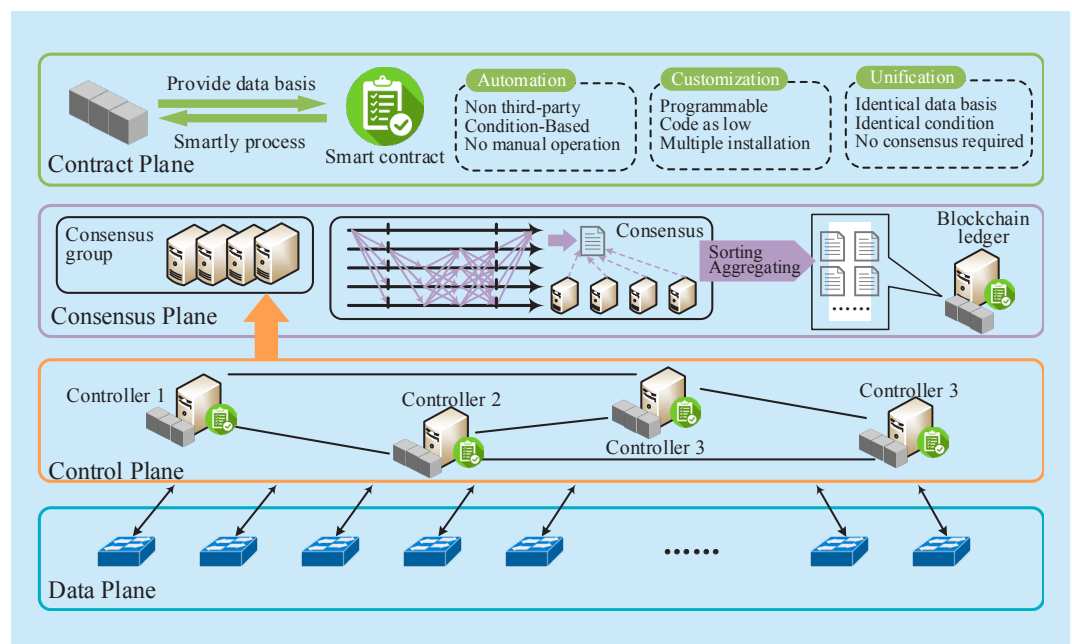 Provide data basis
Smartly process
Contract Plane
Smart contract
Automation
Non third-party
Condition-Based
No manual operation
Customization
Programmable
Code as low
Multiple installation
Unification
Identical data basis
Identical condition
No consensus required
Consensus
group
Consensus Plane
Consensus
Sorting
Aggregating
......
Blockchain
ledger
Controller 1
Controller 2
Controller 3
Controller 3
Control Plane
......
Data Plane